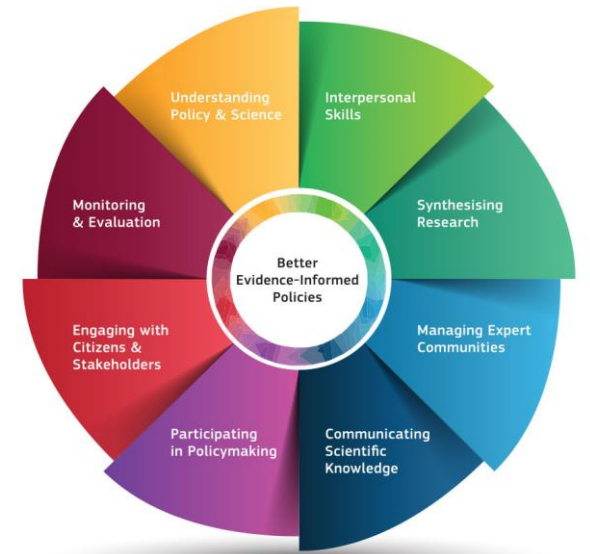 Understanding
Policy & Science
Interpersonal
Skills
Monitoring
& Evaluation
Synthesising
Research
Better
Evidence-Informed
Policies
Engaging with
Citizens &
Stakeholders
Managing Expert
Communities
Participating
in Policymaking
Communicating
Scientific
Knowledge